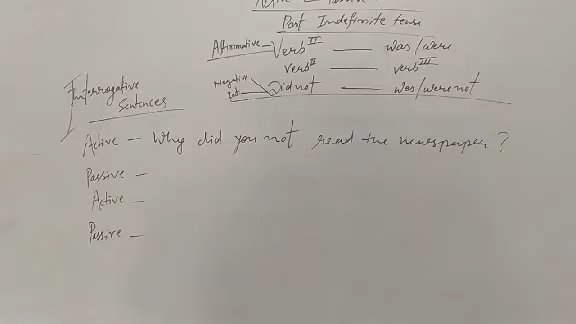 Past Indefinite tense
Affirmative - Verb II — was/were
verb II — verb III
Negative
Int. Did not — was/were not
Interrogative
Sentences
Active - Why did you not read the newspaper?
Passive -
Active -
Passive -